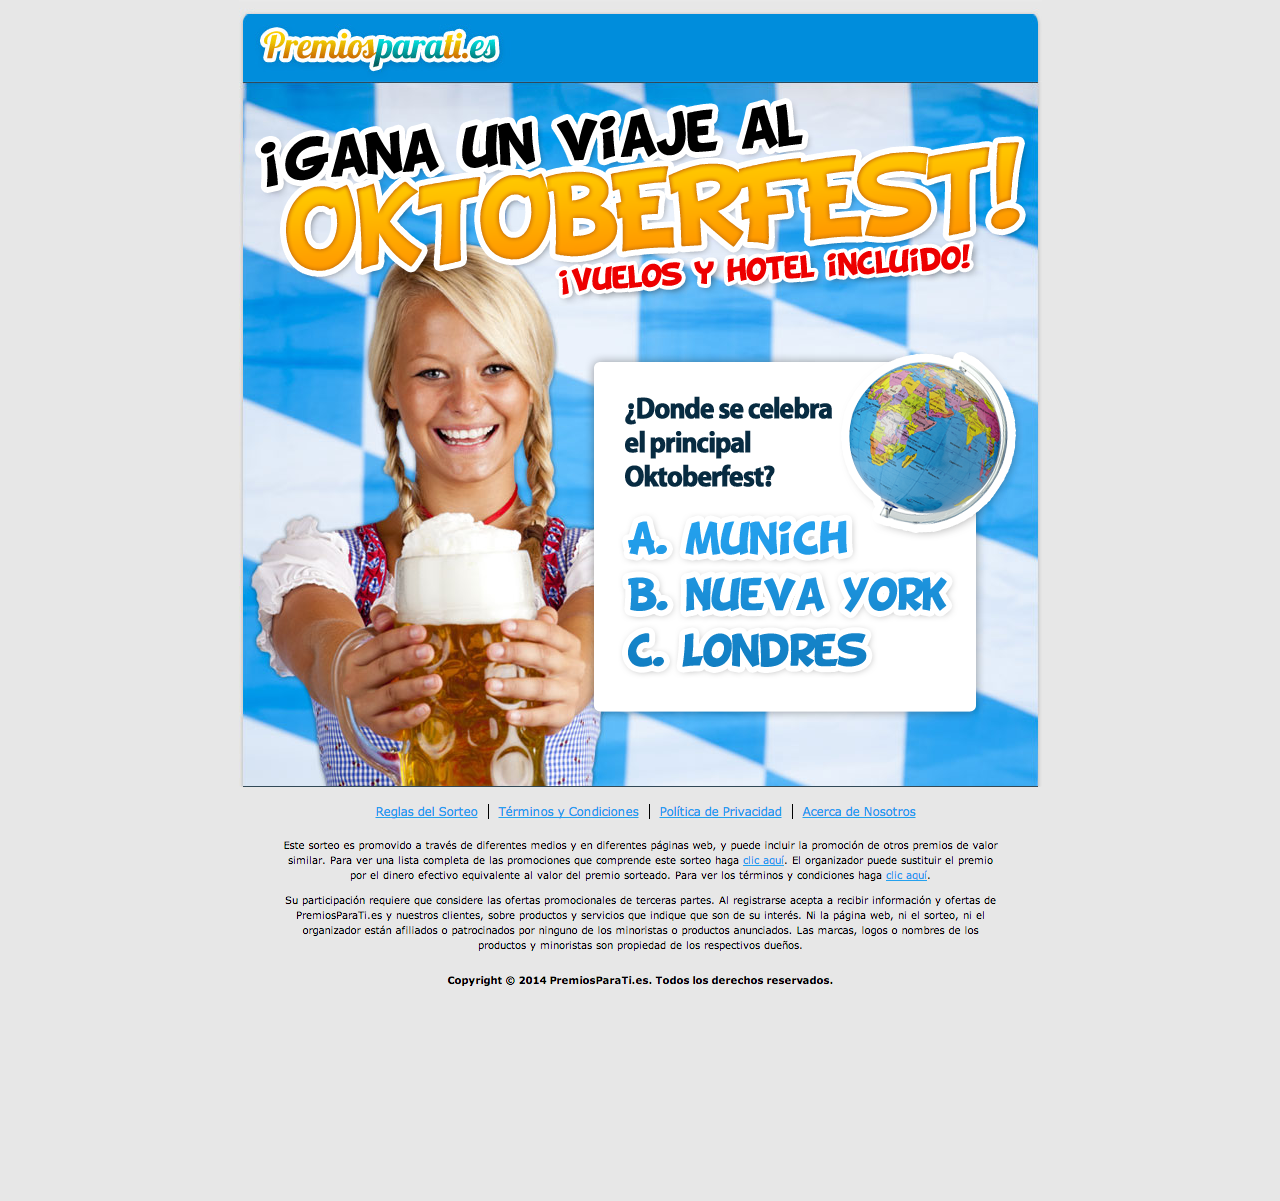 Premiosparati.es
¡GANA UN VIAJE AL
OKTOBERFEST!
¡VUELOS Y HOTEL INCLUIDO!
¿Donde se celebra
el principal
Oktoberfest?
A. MUNICH
B. NUEVA YORK
C. LONDRES
Reglas del Sorteo | Términos y Condiciones | Política de Privacidad | Acerca de Nosotros
Este sorteo es promovido a través de diferentes medios y en diferentes páginas web, y puede incluir la promoción de otros premios de valor
similar. Para ver una lista completa de las promociones que comprende este sorteo haga clic aquí. El organizador puede sustituir el premio
por el dinero efectivo equivalente al valor del premio sorteado. Para ver los términos y condiciones haga clic aquí.
Su participación requiere que considere las ofertas promocionales de terceras partes. Al registrarse acepta a recibir información y ofertas de
PremiosParaTi.es y nuestros clientes, sobre productos y servicios que indique que son de su interés. Ni la página web, ni el sorteo, ni el
organizador están afiliados o patrocinados por ninguno de los minoristas o productos anunciados. Las marcas, logos o nombres de los
productos y minoristas son propiedad de los respectivos dueños.
Copyright © 2014 PremiosParaTi.es. Todos los derechos reservados.